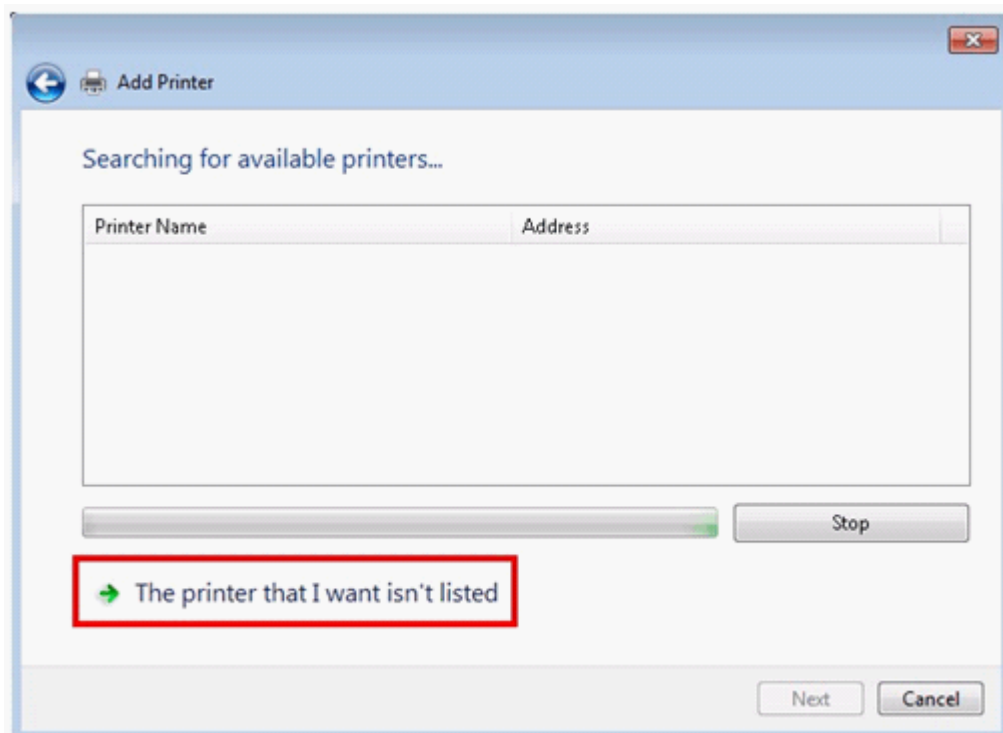 Add Printer
Searching for available printers...
Printer Name Address
Stop
The printer that I want isn't listed
Next Cancel